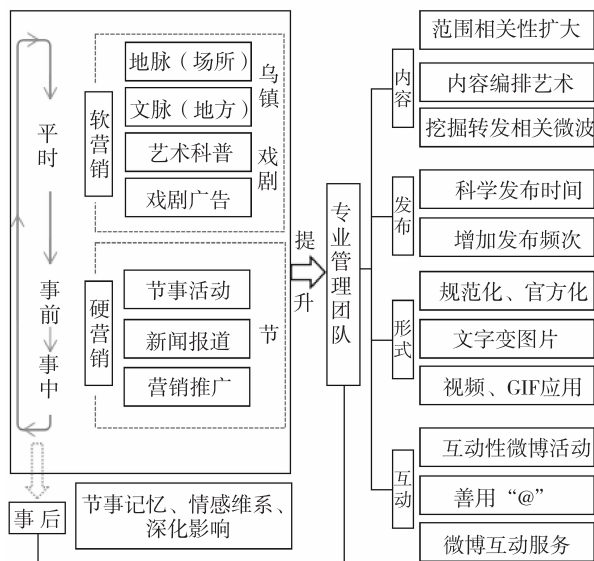 平时
事前
事中
事后
软营销
地脉（场所）
文脉（地方）
艺术科普
戏剧广告
乌镇
戏剧
硬营销
节事活动
新闻报道
营销推广
节
节事记忆、情感维系、
深化影响
提升
专业管理团队
内容
范围相关性扩大
内容编排艺术
挖掘转发相关微波
发布
科学发布时间
增加发布频次
形式
规范化、官方化
文字变图片
视频、GIF应用
互动
互动性微博活动
善用“@”
微博互动服务